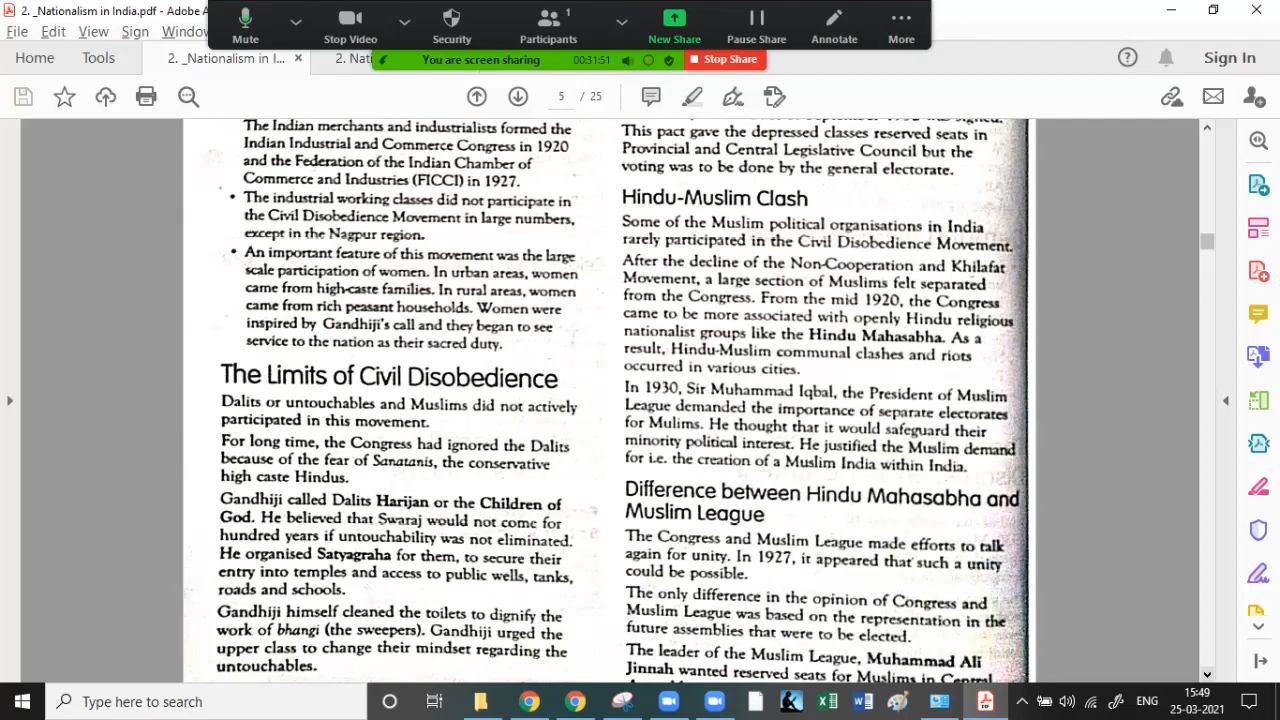 2. _Nationalism in India.pdf - Adobe A
File Edit View Sign Window
Mute
Stop Video
Security
Participants
1
New Share
Pause Share
Annotate
More
You are screen sharing
00:31:51
Stop Share
Home
Tools
2. _Nationalism in I...
2. Nati
Sign In
5 / 25
The Indian merchants and industrialists formed the
Indian Industrial and Commerce Congress in 1920
and the Federation of the Indian Chamber of
Commerce and Industries (FICCI) in 1927.
• The industrial working classes did not participate in
the Civil Disobedience Movement in large numbers,
except in the Nagpur region.
• An important feature of this movement was the large
scale participation of women. In urban areas, women
came from high-caste families. In rural areas, women
came from rich peasant households. Women were
inspired by Gandhiji's call and they began to see
service to the nation as their sacred duty.
The Limits of Civil Disobedience
Dalits or untouchables and Muslims did not actively
participated in this movement.
For long time, the Congress had ignored the Dalits
because of the fear of Sanatanis, the conservative
high caste Hindus.
Gandhiji called Dalits Harijan or the Children of
God. He believed that Swaraj would not come for
hundred years if untouchability was not eliminated.
He organised Satyagraha for them, to secure their
entry into temples and access to public wells, tanks,
roads and schools.
Gandhiji himself cleaned the toilets to dignify the
work of bhangi (the sweepers). Gandhiji urged the
upper class to change their mindset regarding the
untouchables.
signed.
This pact gave the depressed classes reserved seats in
Provincial and Central Legislative Council but the
voting was to be done by the general electorate.
Hindu-Muslim Clash
Some of the Muslim political organisations in India
rarely participated in the Civil Disobedience Movement.
After the decline of the Non-Cooperation and Khilafat
Movement, a large section of Muslims felt separated
from the Congress. From the mid 1920, the Congress
came to be more associated with openly Hindu religious
nationalist groups like the Hindu Mahasabha. As a
result, Hindu-Muslim communal clashes and riots
occurred in various cities.
In 1930, Sir Muhammad Iqbal, the President of Muslim
League demanded the importance of separate electorates
for Mulims. He thought that it would safeguard their
minority political interest. He justified the Muslim demand
for i.e. the creation of a Muslim India within India.
Difference between Hindu Mahasabha and
Muslim League
The Congress and Muslim League made efforts to talk
again for unity. In 1927, it appeared that such a unity
could be possible.
The only difference in the opinion of Congress and
Muslim League was based on the representation in the
future assemblies that were to be elected.
The leader of the Muslim League, Muhammad Ali
Jinnah wanted reserved seats for Muslims in Central
Type here to search
ENG
15:49
25-03-2021